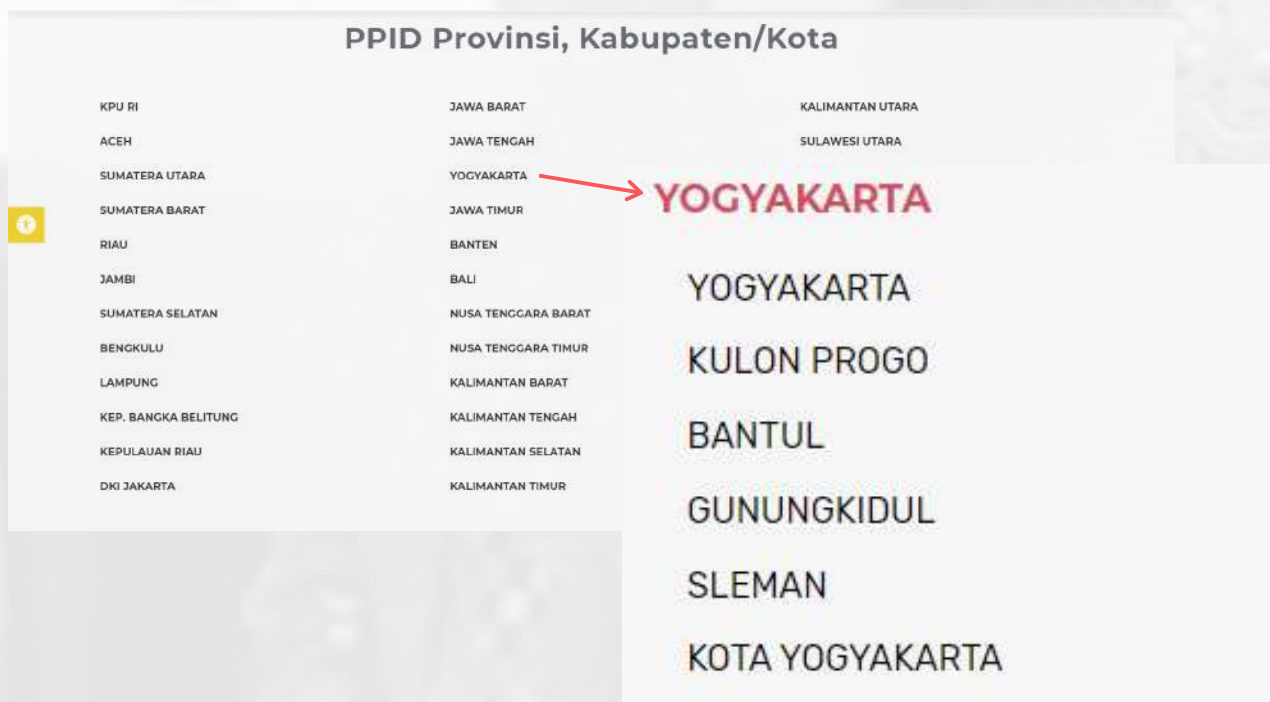 PPID Provinsi, Kabupaten/Kota
KPU RI
ACEH
SUMATERA UTARA
SUMATERA BARAT
RIAU
JAMBI
SUMATERA SELATAN
BENGKULU
LAMPUNG
KEP. BANGKA BELITUNG
KEPULAUAN RIAU
DKI JAKARTA
JAWA BARAT
JAWA TENGAH
YOGYAKARTA
JAWA TIMUR
BANTEN
BALI
NUSA TENGGARA BARAT
NUSA TENGGARA TIMUR
KALIMANTAN BARAT
KALIMANTAN TENGAH
KALIMANTAN SELATAN
KALIMANTAN TIMUR
KALIMANTAN UTARA
SULAWESI UTARA
YOGYAKARTA
YOGYAKARTA
KULON PROGO
BANTUL
GUNUNGKIDUL
SLEMAN
KOTA YOGYAKARTA